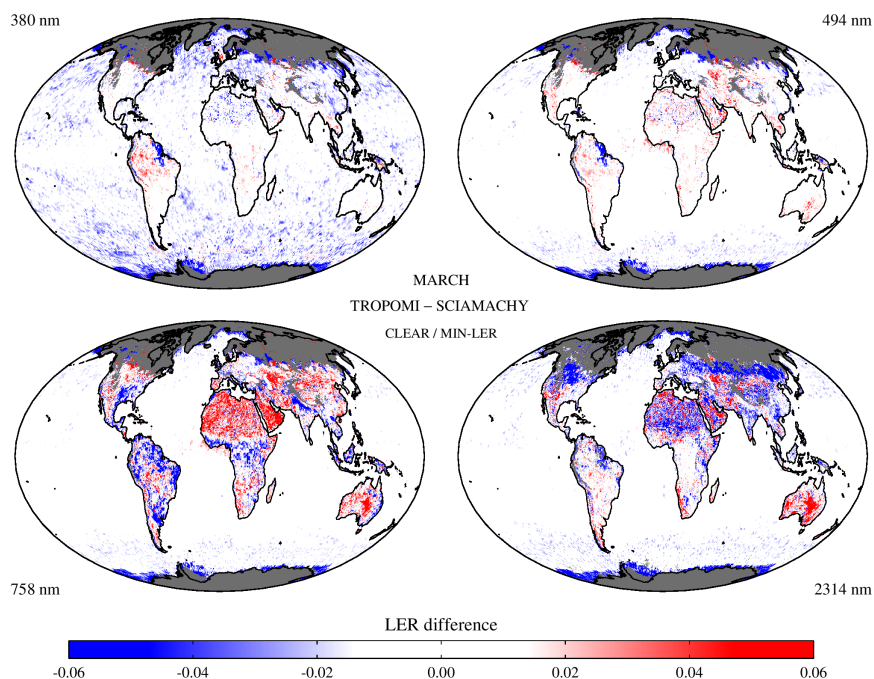 380 nm
494 nm
MARCH
TROPOMI – SCIAMACHY
CLEAR / MIN-LER
758 nm
2314 nm
LER difference
-0.06 -0.04 -0.02 0.00 0.02 0.04 0.06